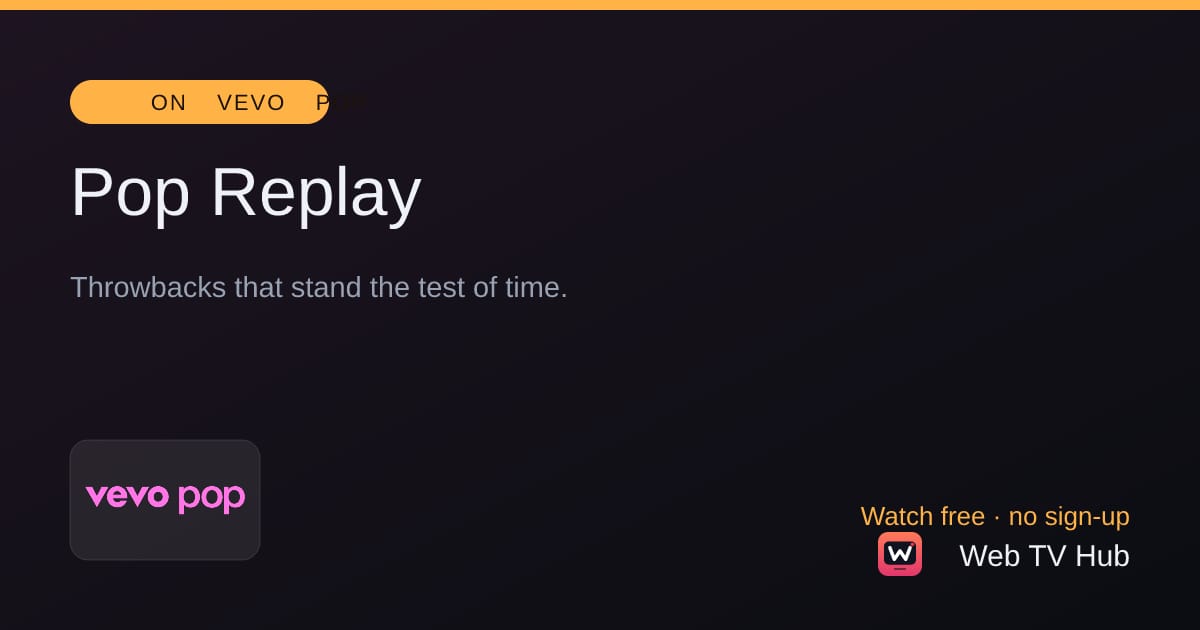 ON VEVO POP
Pop Replay
Throwbacks that stand the test of time.
vevo pop
Watch free · no sign-up
W
Web TV Hub